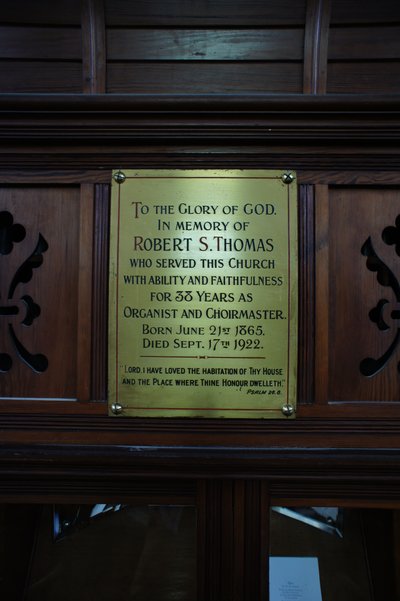 To the Glory of GOD.
In memory of
Robert S. Thomas
who served this Church
with ability and faithfulness
for 38 Years as
Organist and Choirmaster.
Born June 21st 1865.
Died Sept. 17th 1922.
"Lord, I have loved the habitation of Thy House
and the Place where Thine Honour dwelleth."
Psalm 26.8.